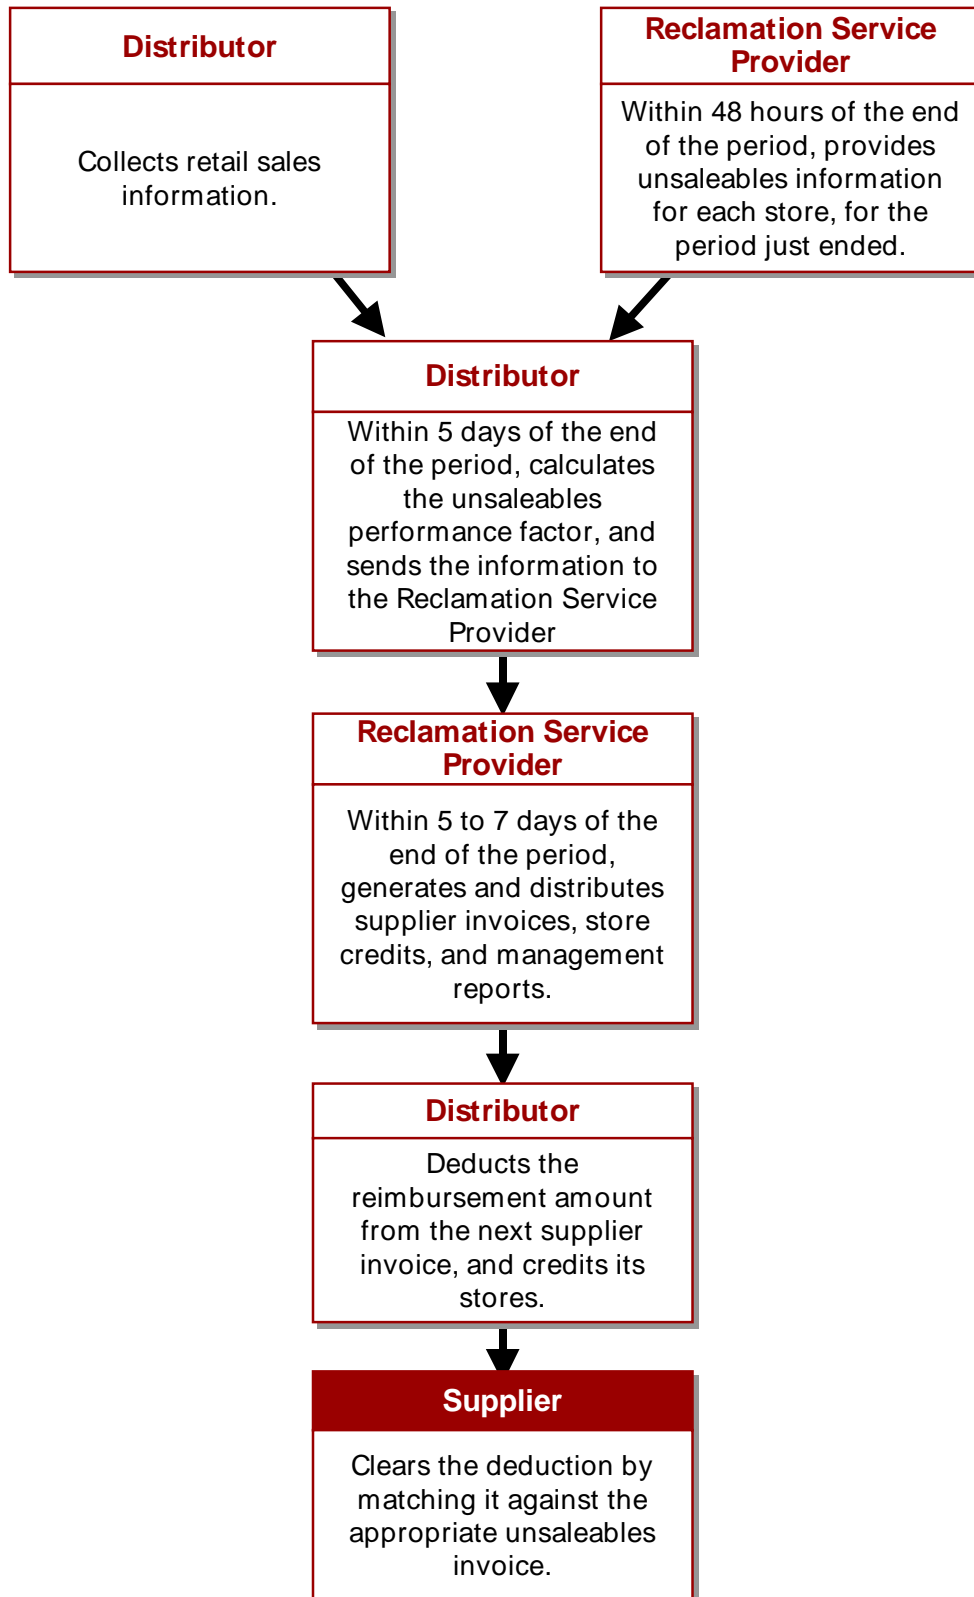 Distributor
Collects retail sales
information.
Reclamation Service
Provider
Within 48 hours of the end
of the period, provides
unsaleables information
for each store, for the
period just ended.
Distributor
Within 5 days of the end
of the period, calculates
the unsaleables
performance factor, and
sends the information to
the Reclamation Service
Provider
Reclamation Service
Provider
Within 5 to 7 days of the
end of the period,
generates and distributes
supplier invoices, store
credits, and management
reports.
Distributor
Deducts the
reimbursement amount
from the next supplier
invoice, and credits its
stores.
Supplier
Clears the deduction by
matching it against the
appropriate unsaleables
invoice.